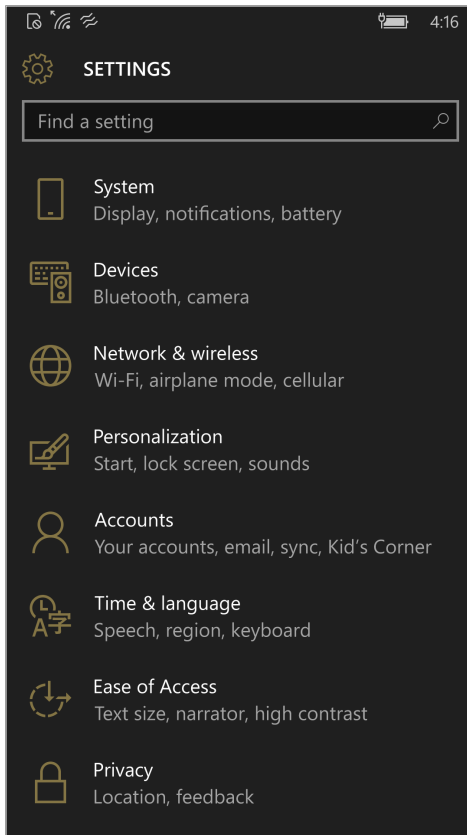 4:16
SETTINGS
Find a setting
System
Display, notifications, battery
Devices
Bluetooth, camera
Network & wireless
Wi-Fi, airplane mode, cellular
Personalization
Start, lock screen, sounds
Accounts
Your accounts, email, sync, Kid's Corner
Time & language
Speech, region, keyboard
Ease of Access
Text size, narrator, high contrast
Privacy
Location, feedback